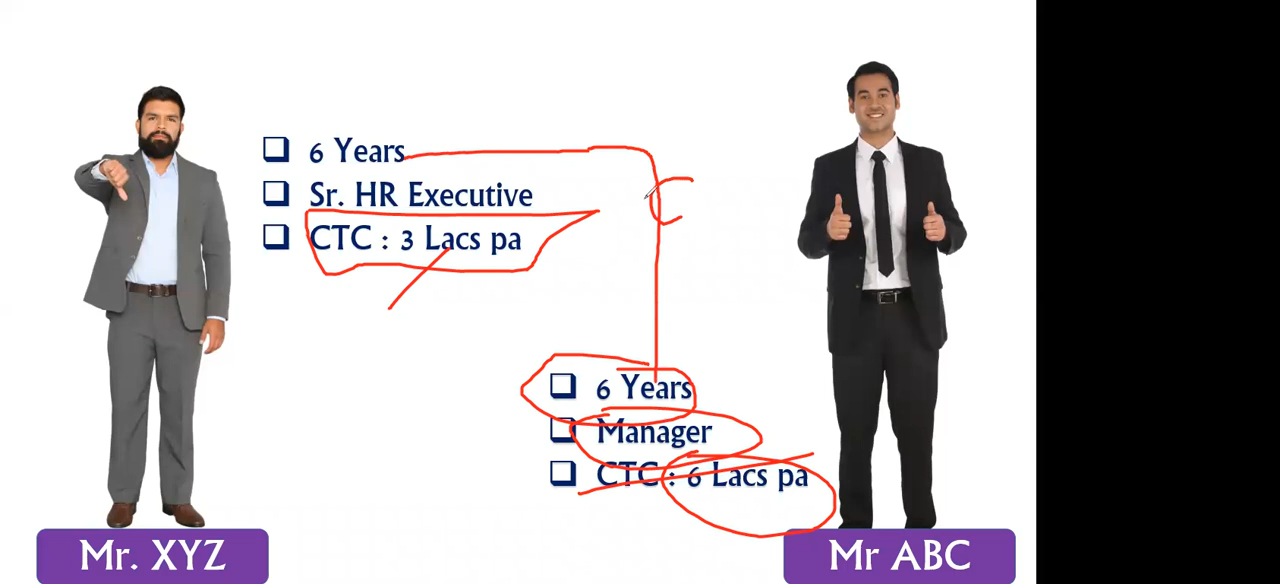 6 Years
Sr. HR Executive
CTC : 3 Lacs pa
6 Years
Manager
CTC : 6 Lacs pa
Mr. XYZ
Mr ABC